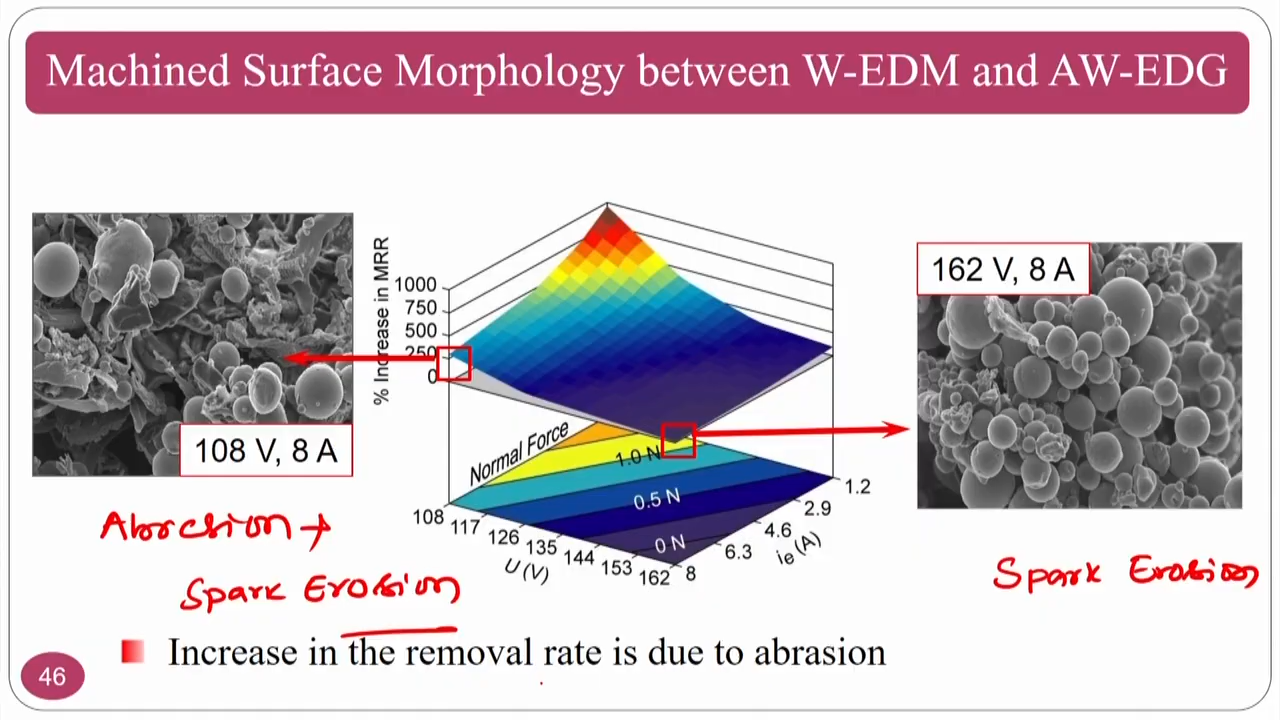 Machined Surface Morphology between W-EDM and AW-EDG
162 V, 8 A
108 V, 8 A
% Increase in MRR
1000
750
500
250
0
Normal Force
1.0 N
0.5 N
0 N
108
117
126
135
144
153
162
U (V)
8
6.3
4.6
2.9
1.2
ie (A)
Abrasion +
Spark Erosion
Spark Erosion
Increase in the removal rate is due to abrasion
46